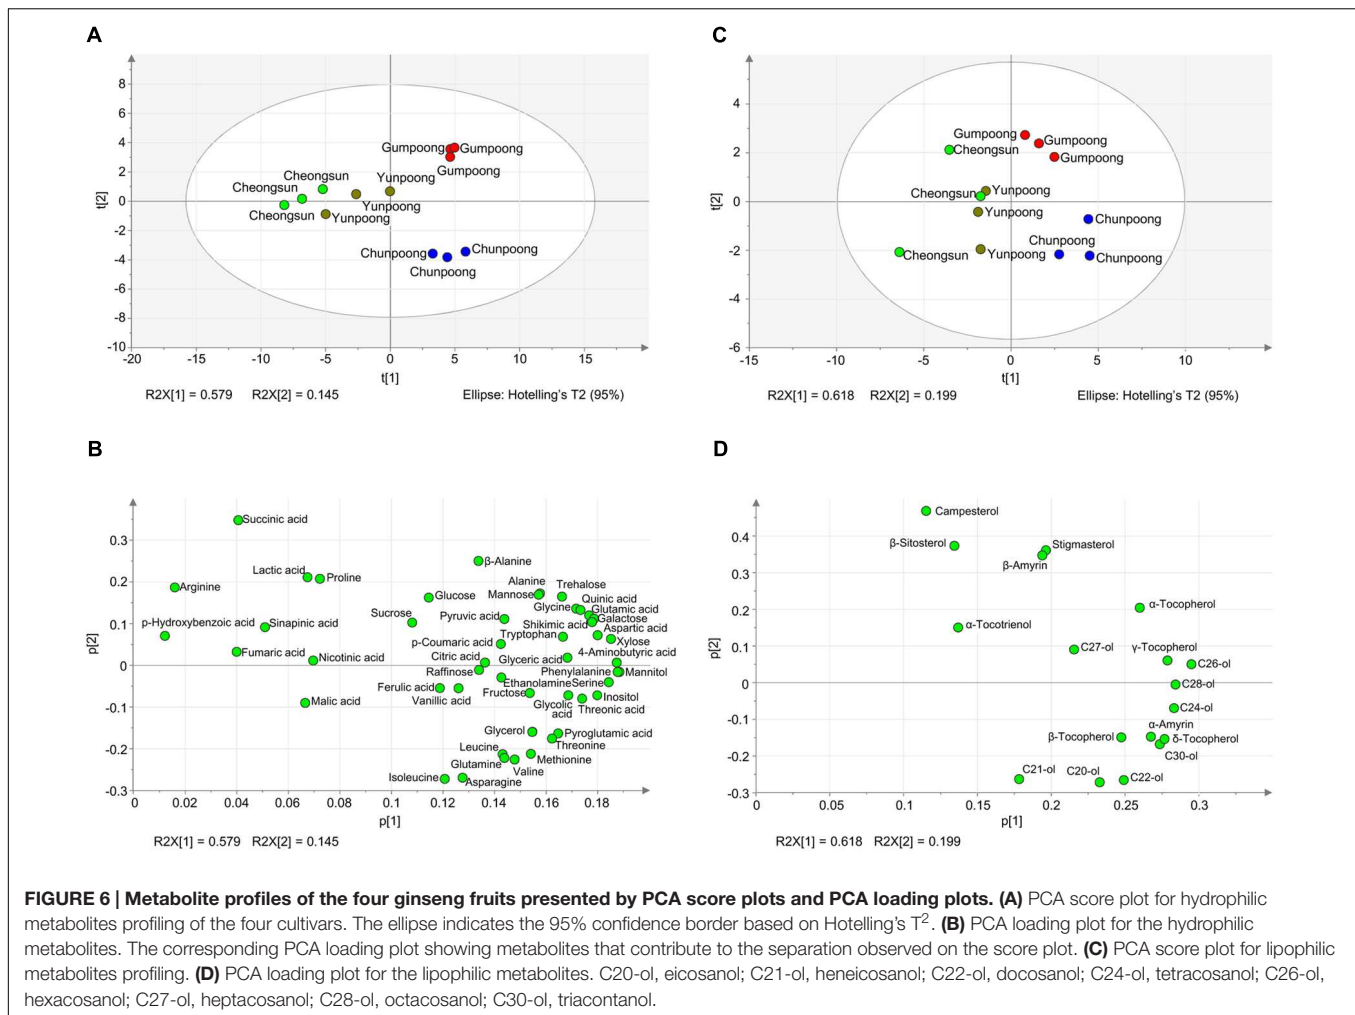 A
8
6
4
2
0
-2
-4
-6
-8
-10
-20
-15
-10
-5
0
5
10
15
t[2]
t[1]
Gumpoong
Gumpoong
Gumpoong
Cheongsun
Cheongsun
Cheongsun
Yunpoong
Yunpoong
Yunpoong
Chunpoong
Chunpoong
Chunpoong
R2X[1] = 0.579 R2X[2] = 0.145 Ellipse: Hotelling's T2 (95%)
C
4
2
0
-2
-4
-6
-15
-10
-5
0
5
10
t[2]
t[1]
Gumpoong
Gumpoong
Gumpoong
Cheongsun
Cheongsun
Yunpoong
Yunpoong
Chunpoong
Chunpoong
Cheongsun
Yunpoong
Chunpoong
R2X[1] = 0.618 R2X[2] = 0.199 Ellipse: Hotelling's T2 (95%)
B
0.3
0.2
0.1
0
-0.1
-0.2
-0.3
0
0.02
0.04
0.06
0.08
0.1
0.12
0.14
0.16
0.18
p[2]
p[1]
Succinic acid
β-Alanine
Lactic acid
Proline
Arginine
Alanine
Trehalose
Mannose
Glucose
Quinic acid
Glycine
Glutamic acid
Sucrose
Pyruvic acid
Galactose
Shikimic acid
p-Hydroxybenzoic acid
Sinapinic acid
Aspartic acid
Tryptophan
p-Coumaric acid
Xylose
Fumaric acid
Nicotinic acid
Citric acid
Glyceric acid
4-Aminobutyric acid
Raffinose
Phenylalanine
Mannitol
Ethanolamine
Serine
Ferulic acid
Vanillic acid
Fructose
Inositol
Malic acid
Glycolic
acid
Threonic acid
Glycerol
Pyroglutamic acid
Threonine
Leucine
Methionine
Glutamine
Valine
Isoleucine
Asparagine
R2X[1] = 0.579 R2X[2] = 0.145
D
0.4
0.3
0.2
0.1
0
-0.1
-0.2
-0.3
0
0.05
0.1
0.15
0.2
0.25
0.3
p[2]
p[1]
Campesterol
β-Sitosterol
Stigmasterol
β-Amyrin
α-Tocopherol
α-Tocotrienol
C27-ol
γ-Tocopherol
C26-ol
C28-ol
C24-ol
α-Amyrin
β-Tocopherol
δ-Tocopherol
C30-ol
C21-ol
C20-ol
C22-ol
R2X[1] = 0.618 R2X[2] = 0.199
FIGURE 6 | Metabolite profiles of the four ginseng fruits presented by PCA score plots and PCA loading plots. (A) PCA score plot for hydrophilic
metabolites profiling of the four cultivars. The ellipse indicates the 95% confidence border based on Hotelling's T². (B) PCA loading plot for the hydrophilic
metabolites. The corresponding PCA loading plot showing metabolites that contribute to the separation observed on the score plot. (C) PCA score plot for lipophilic
metabolites profiling. (D) PCA loading plot for the lipophilic metabolites. C20-ol, eicosanol; C21-ol, heneicosanol; C22-ol, docosanol; C24-ol, tetracosanol; C26-ol,
hexacosanol; C27-ol, heptacosanol; C28-ol, octacosanol; C30-ol, triacontanol.